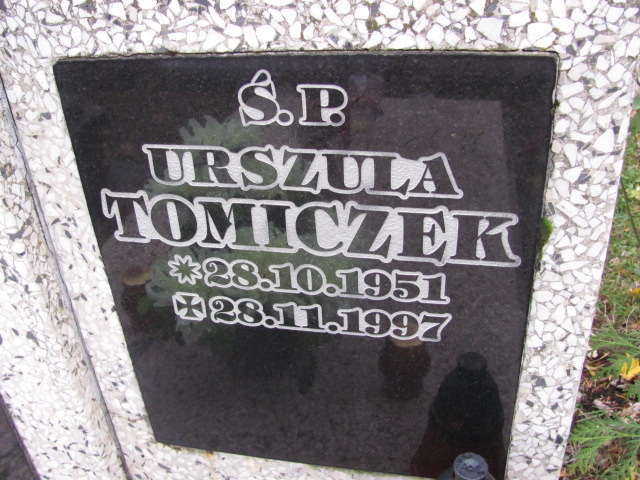 Ś.P.
URSZULA
TOMICZEK
28.10.1951
28.11.1997